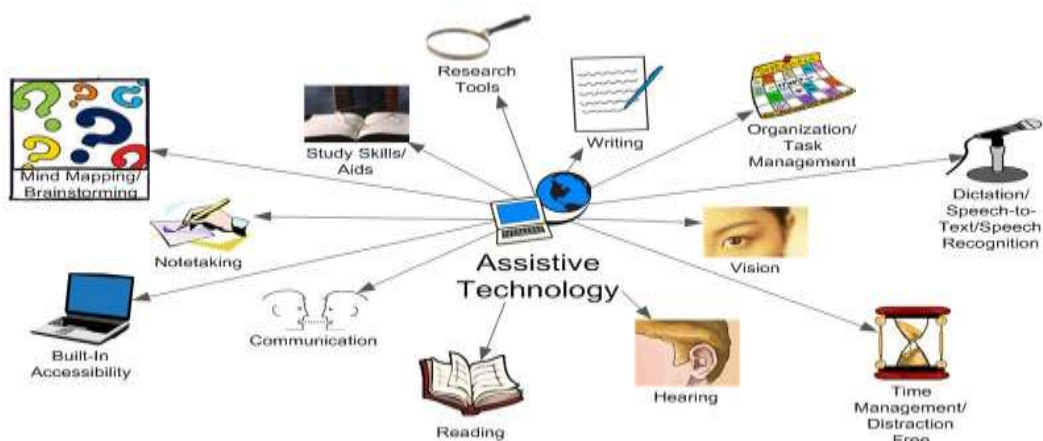 Research
Tools
Writing
Organization/
Task
Management
Study Skills/
Aids
Mind Mapping/
Brainstorming
Dictation/
Speech-to-
Text/Speech
Recognition
Notetaking
Vision
Assistive
Technology
Built-In
Accessibility
Communication
Reading
Hearing
Time
Management/
Distraction
Free